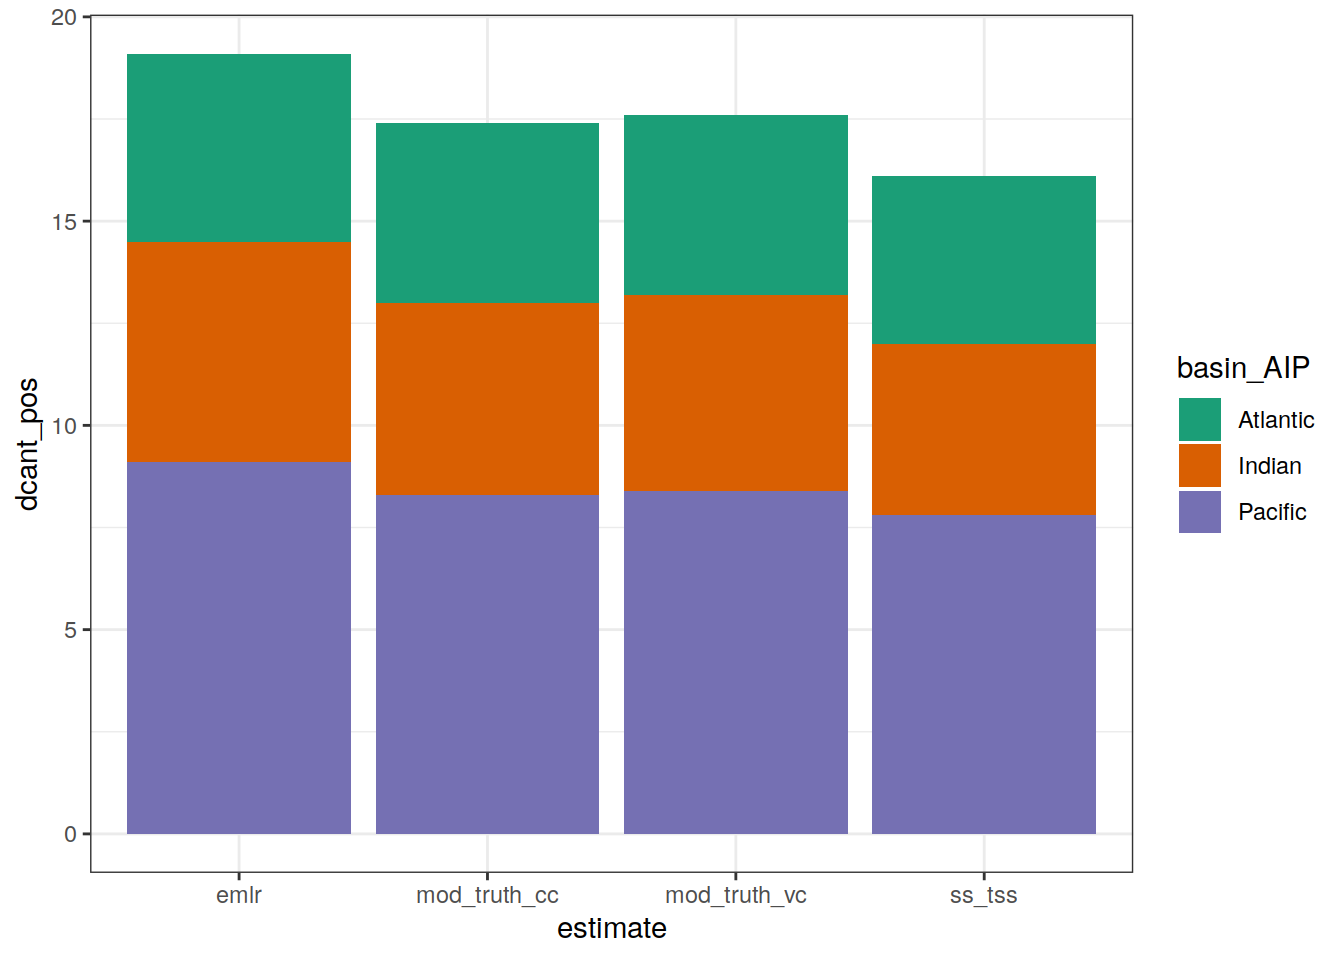 20
15
10
5
0
dcant_pos
emlr
mod_truth_cc
mod_truth_vc
ss_tss
estimate
basin_AIP
Atlantic
Indian
Pacific